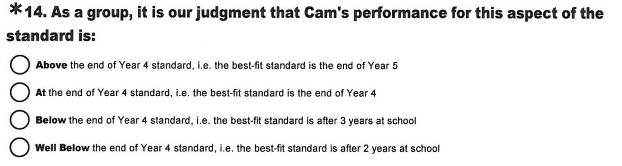 *14. As a group, it is our judgment that Cam's performance for this aspect of the
standard is:
Above the end of Year 4 standard, i.e. the best-fit standard is the end of Year 5
At the end of Year 4 standard, i.e. the best-fit standard is the end of Year 4
Below the end of Year 4 standard, i.e. the best-fit standard is after 3 years at school
Well Below the end of Year 4 standard, i.e. the best-fit standard is after 2 years at school